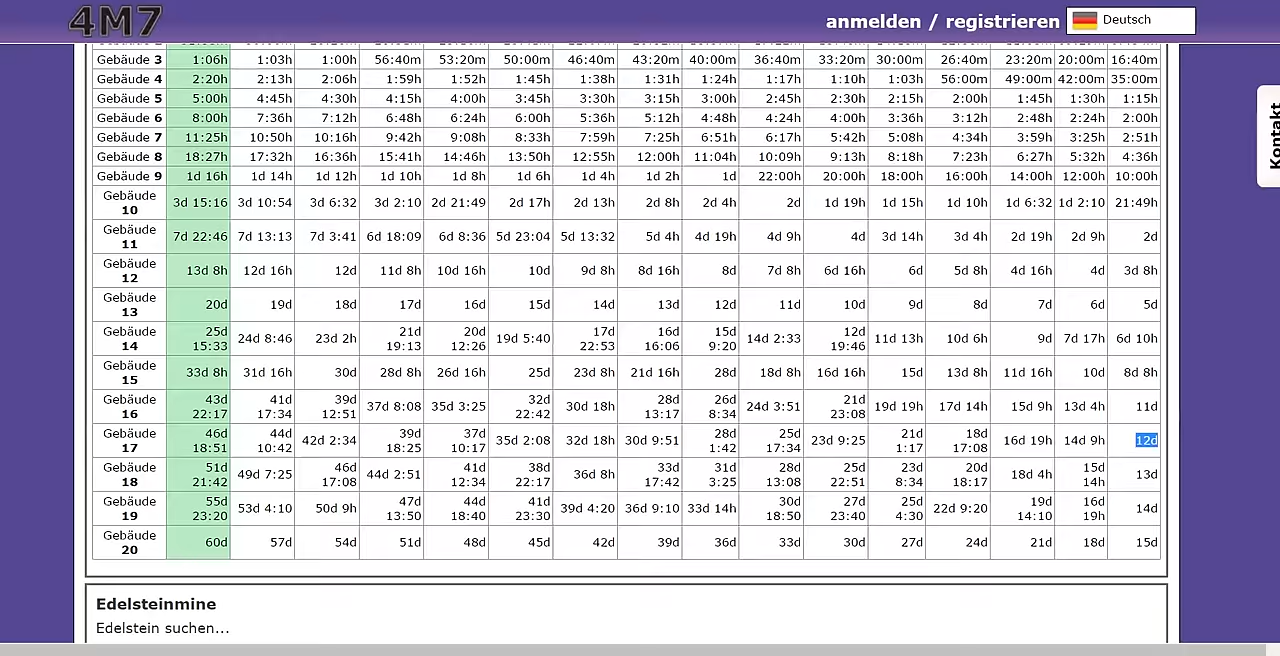 4M7
anmelden / registrieren
Deutsch
Kontakt
Gebäude 3 1:06h 1:03h 1:00h 56:40m 53:20m 50:00m 46:40m 43:20m 40:00m 36:40m 33:20m 30:00m 26:40m 23:20m 20:00m 16:40m
Gebäude 4 2:20h 2:13h 2:06h 1:59h 1:52h 1:45h 1:38h 1:31h 1:24h 1:17h 1:10h 1:03h 56:00m 49:00m 42:00m 35:00m
Gebäude 5 5:00h 4:45h 4:30h 4:15h 4:00h 3:45h 3:30h 3:15h 3:00h 2:45h 2:30h 2:15h 2:00h 1:45h 1:30h 1:15h
Gebäude 6 8:00h 7:36h 7:12h 6:48h 6:24h 6:00h 5:36h 5:12h 4:48h 4:24h 4:00h 3:36h 3:12h 2:48h 2:24h 2:00h
Gebäude 7 11:25h 10:50h 10:16h 9:42h 9:08h 8:33h 7:59h 7:25h 6:51h 6:17h 5:42h 5:08h 4:34h 3:59h 3:25h 2:51h
Gebäude 8 18:27h 17:32h 16:36h 15:41h 14:46h 13:50h 12:55h 12:00h 11:04h 10:09h 9:13h 8:18h 7:23h 6:27h 5:32h 4:36h
Gebäude 9 1d 16h 1d 14h 1d 12h 1d 10h 1d 8h 1d 6h 1d 4h 1d 2h 1d 22:00h 20:00h 18:00h 16:00h 14:00h 12:00h 10:00h
Gebäude 10 3d 15:16 3d 10:54 3d 6:32 3d 2:10 2d 21:49 2d 17h 2d 13h 2d 8h 2d 4h 2d 1d 19h 1d 15h 1d 10h 1d 6:32 1d 2:10 21:49h
Gebäude 11 7d 22:46 7d 13:13 7d 3:41 6d 18:09 6d 8:36 5d 23:04 5d 13:32 5d 4h 4d 19h 4d 9h 4d 3d 14h 3d 4h 2d 19h 2d 9h 2d
Gebäude 12 13d 8h 12d 16h 12d 11d 8h 10d 16h 10d 9d 8h 8d 16h 8d 7d 8h 6d 16h 6d 5d 8h 4d 16h 4d 3d 8h
Gebäude 13 20d 19d 18d 17d 16d 15d 14d 13d 12d 11d 10d 9d 8d 7d 6d 5d
Gebäude 14 25d 15:33 24d 8:46 23d 2h 21d 19:13 20d 12:26 19d 5:40 17d 22:53 16d 16:06 15d 9:20 14d 2:33 12d 19:46 11d 13h 10d 6h 9d 7d 17h 6d 10h
Gebäude 15 33d 8h 31d 16h 30d 28d 8h 26d 16h 25d 23d 8h 21d 16h 28d 18d 8h 16d 16h 15d 13d 8h 11d 16h 10d 8d 8h
Gebäude 16 43d 22:17 41d 17:34 39d 12:51 37d 8:08 35d 3:25 32d 22:42 30d 18h 28d 13:17 26d 8:34 24d 3:51 21d 23:08 19d 19h 17d 14h 15d 9h 13d 4h 11d
Gebäude 17 46d 18:51 44d 10:42 42d 2:34 39d 18:25 37d 10:17 35d 2:08 32d 18h 30d 9:51 28d 1:42 25d 17:34 23d 9:25 21d 1:17 18d 17:08 16d 19h 14d 9h 12d
Gebäude 18 51d 21:42 49d 7:25 46d 17:08 44d 2:51 41d 12:34 38d 22:17 36d 8h 33d 17:42 31d 3:25 28d 13:08 25d 22:51 23d 8:34 20d 18:17 18d 4h 15d 14h 13d
Gebäude 19 55d 23:20 53d 4:10 50d 9h 47d 13:50 44d 18:40 41d 23:30 39d 4:20 36d 9:10 33d 14h 30d 18:50 27d 23:40 25d 4:30 22d 9:20 19d 14:10 16d 19h 14d
Gebäude 20 60d 57d 54d 51d 48d 45d 42d 39d 36d 33d 30d 27d 24d 21d 18d 15d
Edelsteinmine
Edelstein suchen...